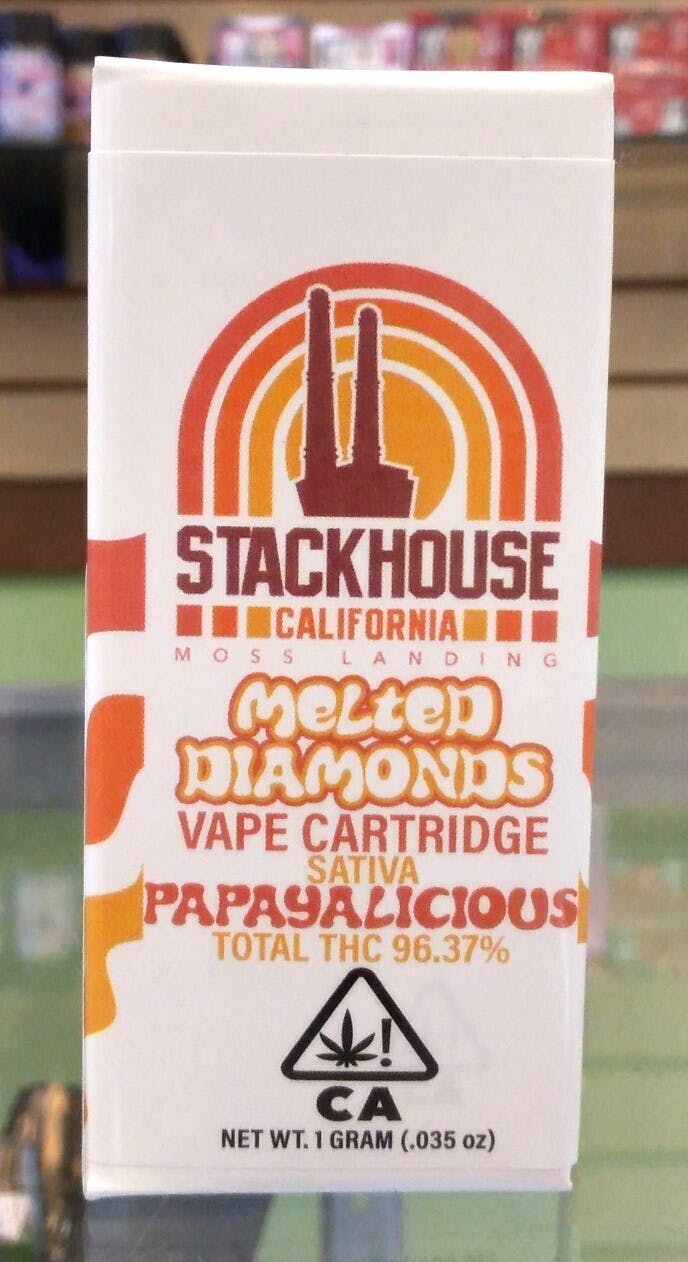 STACKHOUSE
CALIFORNIA
MOSS LANDING
MeLteD
DIAMONDS
VAPE CARTRIDGE
SATIVA
PAPAYALICIOUS
TOTAL THC 96.37%
!
CA
NET WT. 1 GRAM (.035 oz)